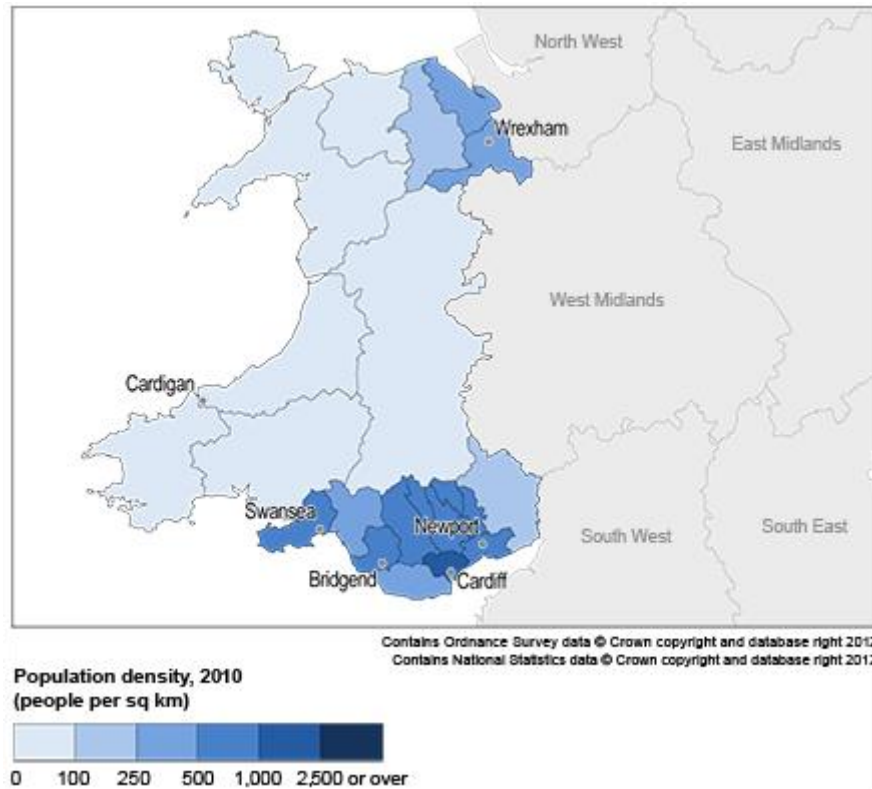 North West
Wrexham
East Midlands
West Midlands
Cardigan
Swansea
Newport
South West
South East
Bridgend
Cardiff
Contains Ordnance Survey data © Crown copyright and database right 2012
Contains National Statistics data © Crown copyright and database right 2012
Population density, 2010
(people per sq km)
0 100 250 500 1,000 2,500 or over